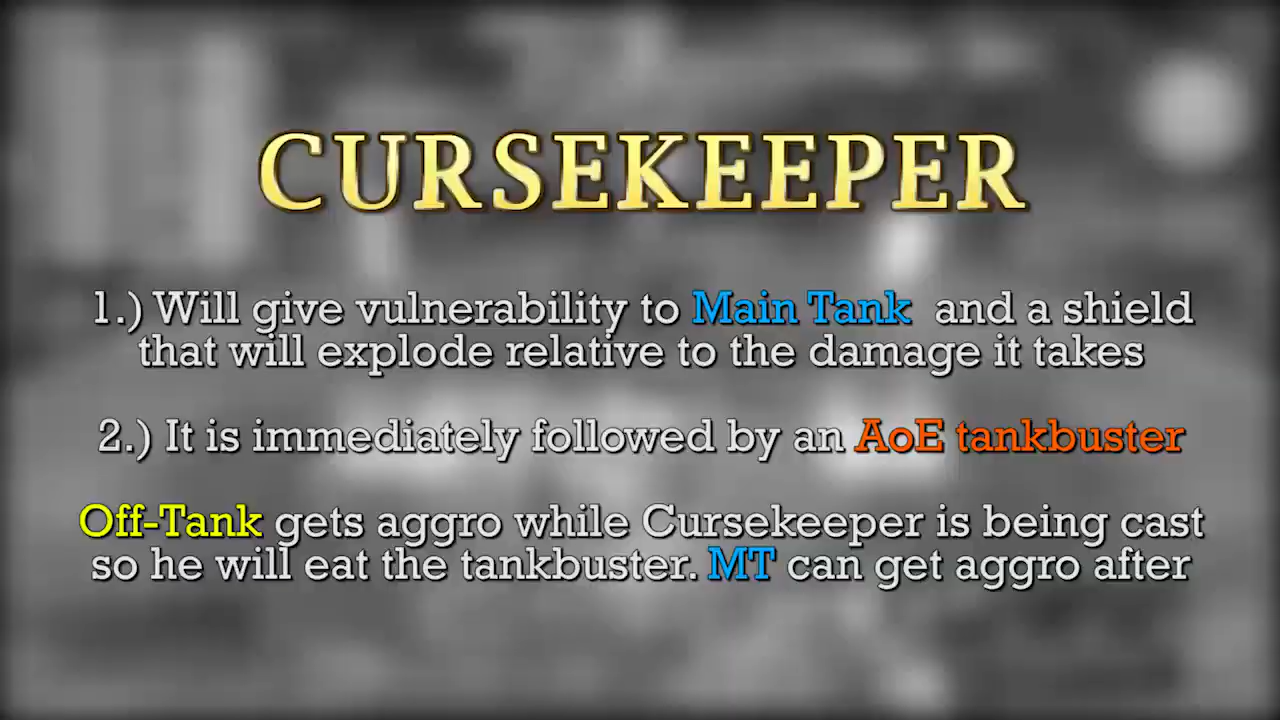 CURSEKEEPER
1.) Will give vulnerability to Main Tank and a shield
that will explode relative to the damage it takes
2.) It is immediately followed by an AoE tankbuster
Off-Tank gets aggro while Cursekeeper is being cast
so he will eat the tankbuster. MT can get aggro after